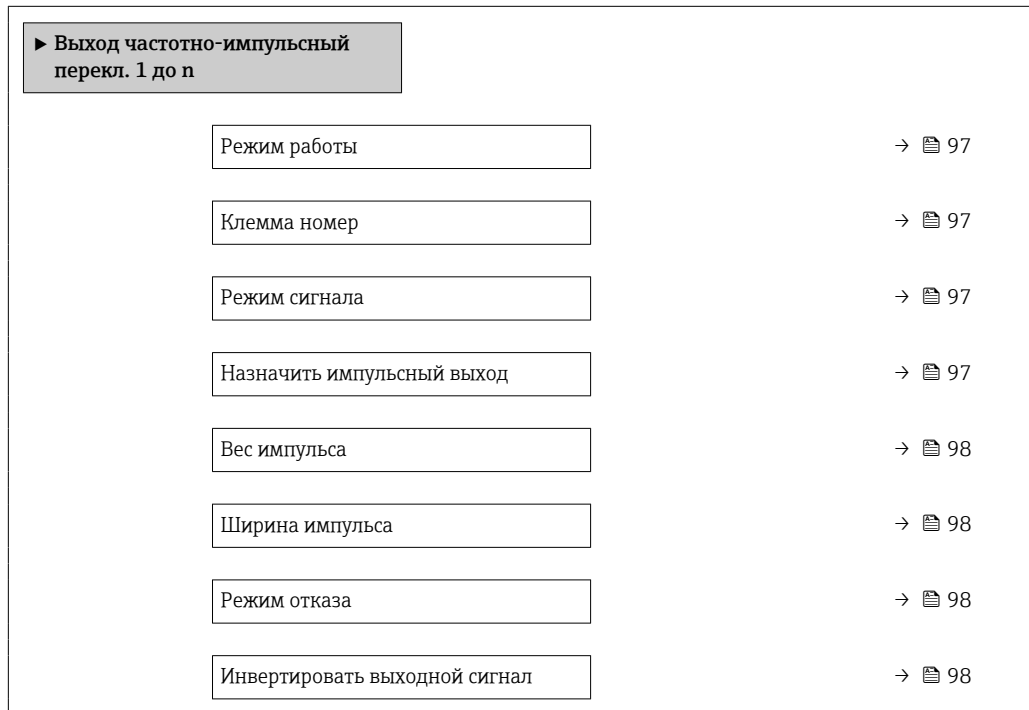 ► Выход частотно-импульсный
перекл. 1 до n
Режим работы → 97
Клемма номер → 97
Режим сигнала → 97
Назначить импульсный выход → 97
Вес импульса → 98
Ширина импульса → 98
Режим отказа → 98
Инвертировать выходной сигнал → 98